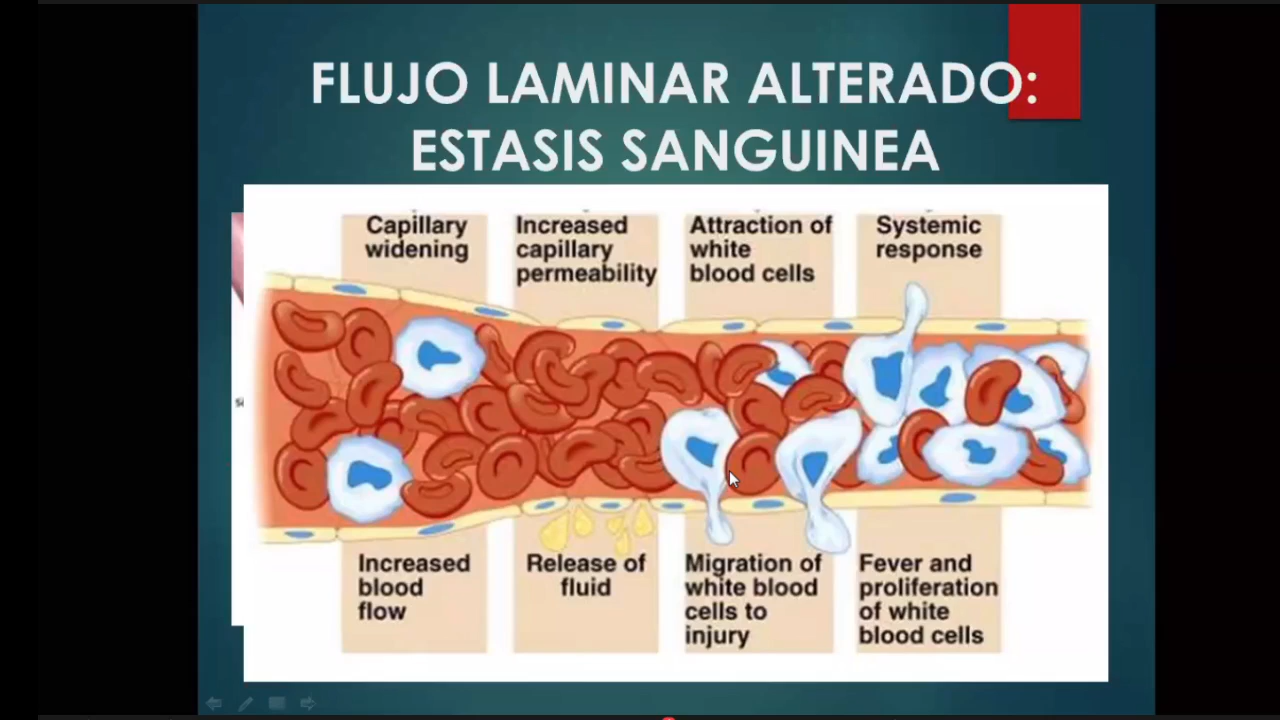 FLUJO LAMINAR ALTERADO:
ESTASIS SANGUINEA
Capillary
widening
Increased
capillary
permeability
Attraction of
white
blood cells
Systemic
response
Increased
blood
flow
Release of
fluid
Migration of
white blood
cells to
injury
Fever and
proliferation
of white
blood cells